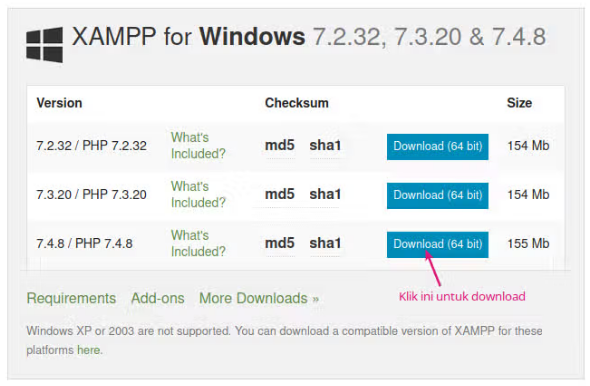 XAMPP for Windows 7.2.32, 7.3.20 & 7.4.8
Version Checksum Size
7.2.32 / PHP 7.2.32 What's Included? md5 sha1 Download (64 bit) 154 Mb
7.3.20 / PHP 7.3.20 What's Included? md5 sha1 Download (64 bit) 154 Mb
7.4.8 / PHP 7.4.8 What's Included? md5 sha1 Download (64 bit) 155 Mb
Klik ini untuk download
Requirements Add-ons More Downloads »
Windows XP or 2003 are not supported. You can download a compatible version of XAMPP for these
platforms here.